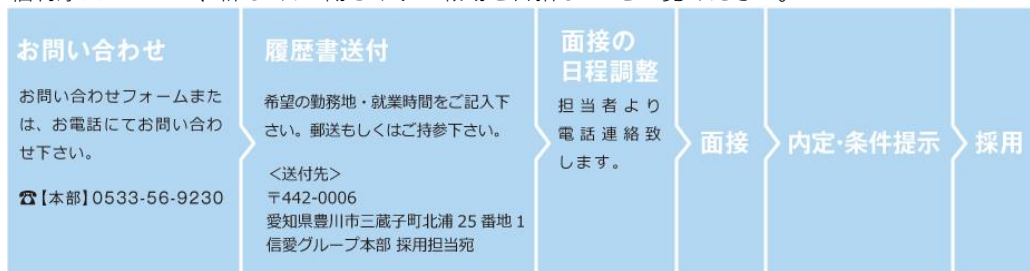 お問い合わせ
お問い合わせフォームまた
は、お電話にてお問い合わ
せ下さい。
☎【本部】0533-56-9230
履歴書送付
希望の勤務地・就業時間をご記入下
さい。郵送もしくはご持参下さい。
＜送付先＞
〒442-0006
愛知県豊川市三蔵子町北浦 25 番地 1
信愛グループ本部 採用担当宛
面接の
日程調整
担当者より
電話連絡致
します。
面接
内定・条件提示
採用